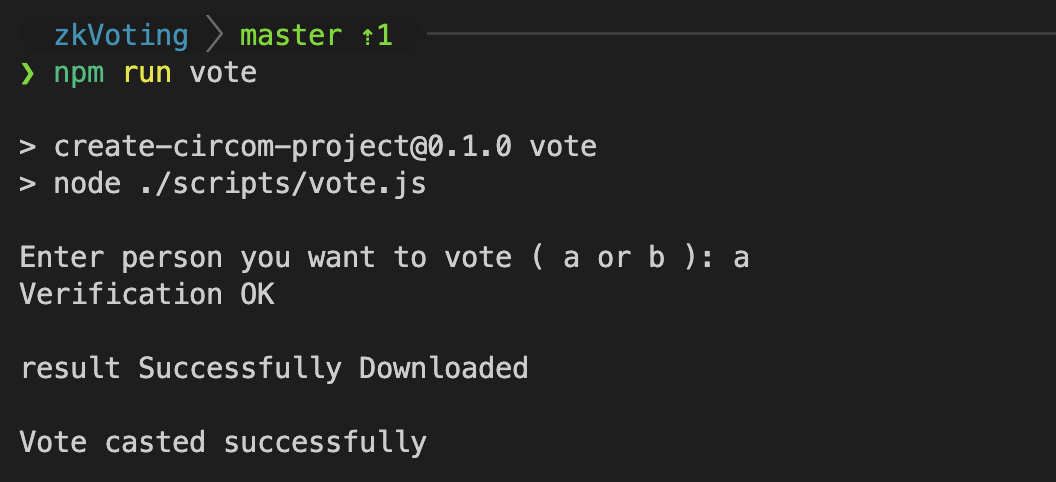 zkVoting master ⇡1
❯ npm run vote
> create-circom-project@0.1.0 vote
> node ./scripts/vote.js
Enter person you want to vote ( a or b ): a
Verification OK
result Successfully Downloaded
Vote casted successfully